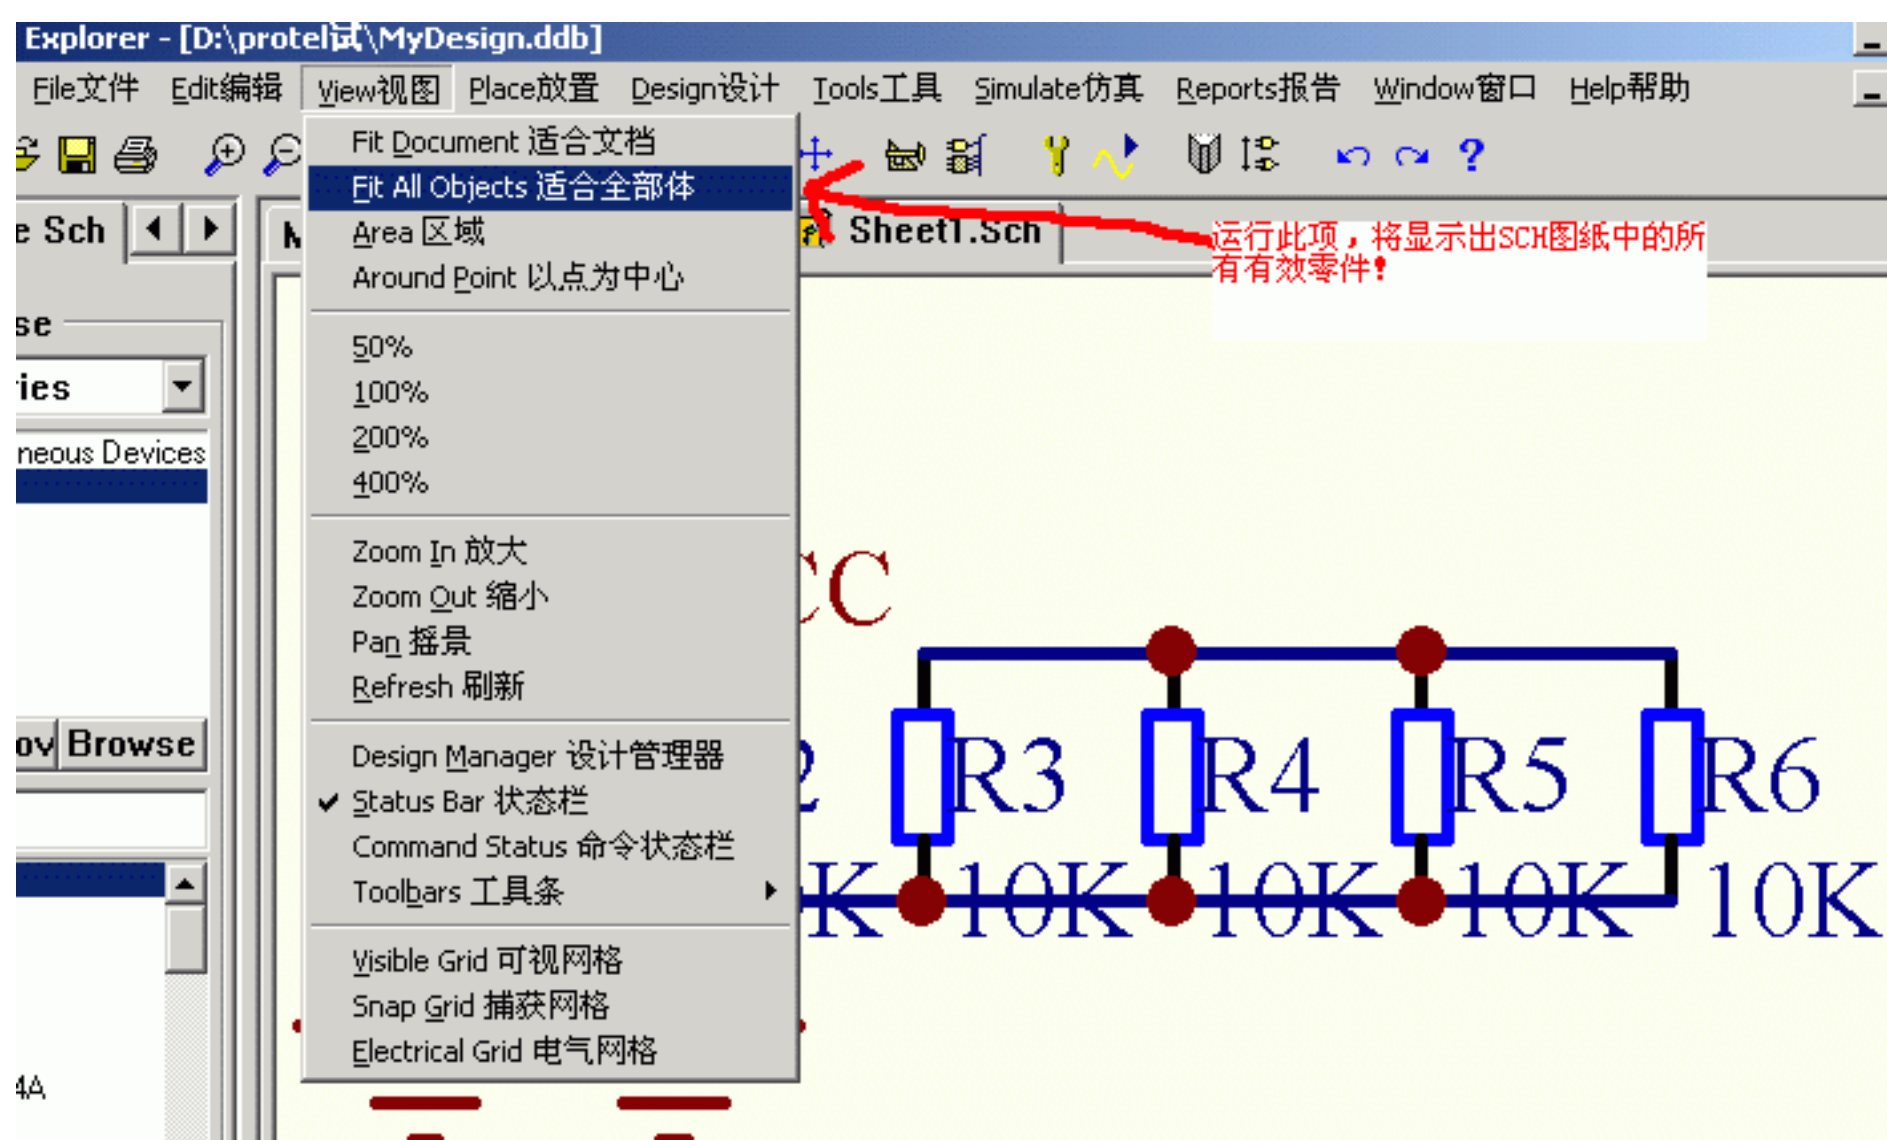 Explorer - [D:\protel试\MyDesign.ddb]
File文件 Edit编辑 View视图 Place放置 Design设计 Tools工具 Simulate仿真 Reports报告 Window窗口 Help帮助
Fit Document 适合文档
Fit All Objects 适合全部体
Area 区域
Around Point 以点为中心
50%
100%
200%
400%
Zoom In 放大
Zoom Out 缩小
Pan 摇景
Refresh 刷新
Design Manager 设计管理器
Status Bar 状态栏
Command Status 命令状态栏
Toolbars 工具条
Visible Grid 可视网格
Snap Grid 捕获网格
Electrical Grid 电气网格
e Sch
Sheet1.Sch
运行此项，将显示出SCH图纸中的所
有有效零件！
se
ies
neous Devices
ov Browse
4A
CC
2 R3 R4 R5 R6
K 10K 10K 10K 10K